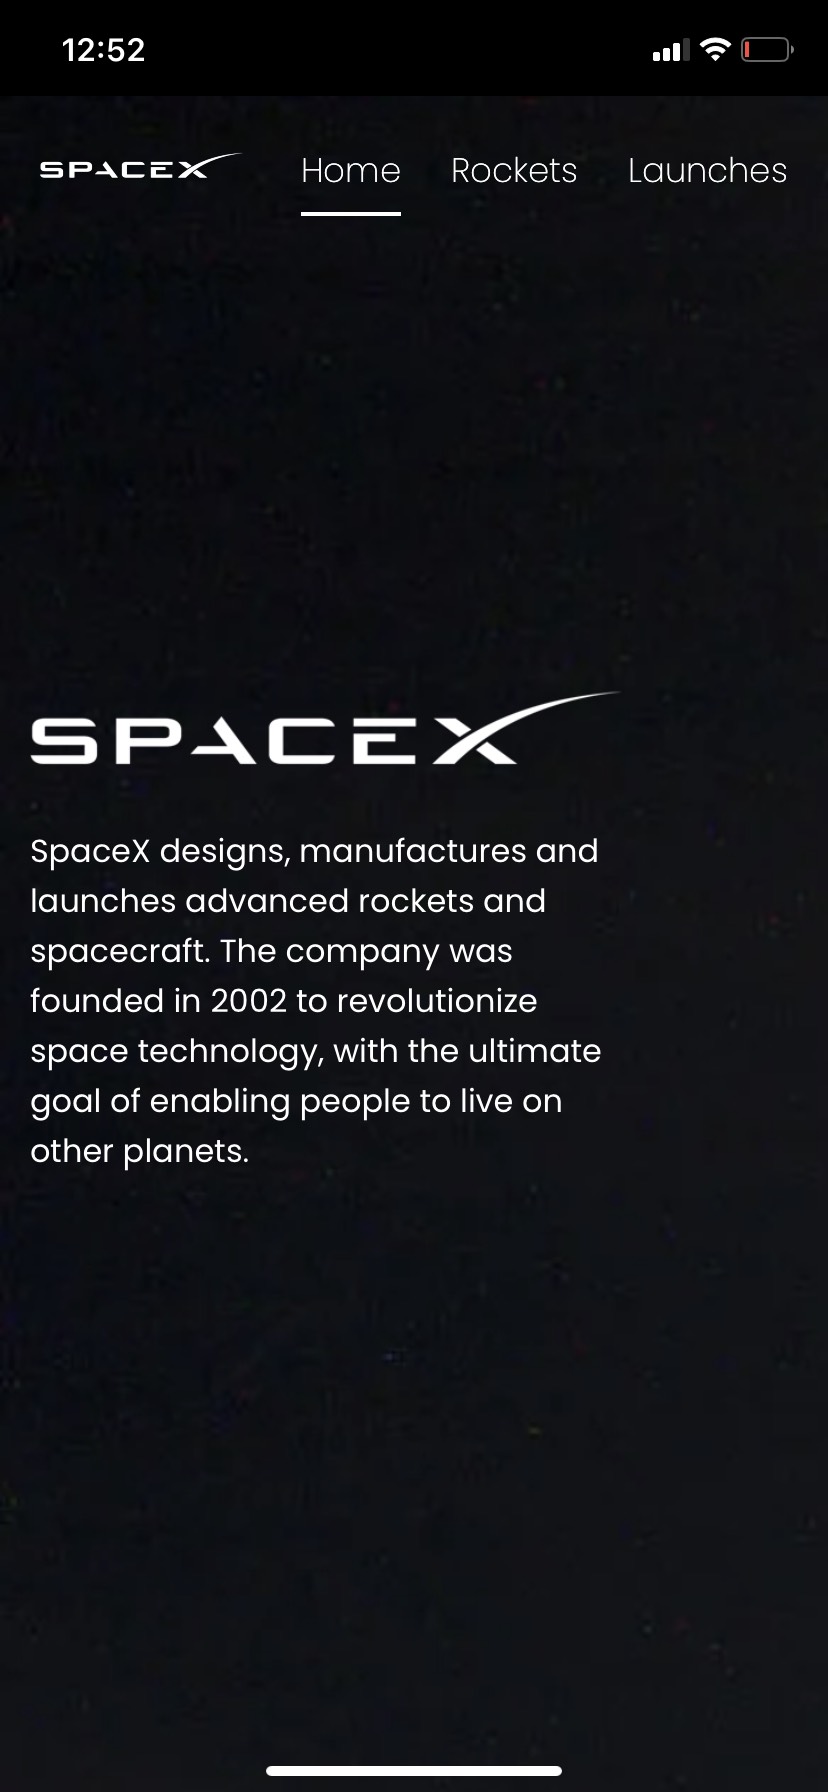 12:52
SPACEX Home Rockets Launches
SPACEX
SpaceX designs, manufactures and
launches advanced rockets and
spacecraft. The company was
founded in 2002 to revolutionize
space technology, with the ultimate
goal of enabling people to live on
other planets.